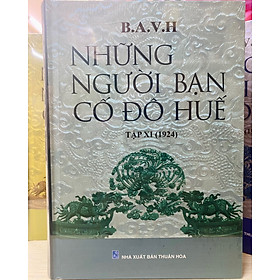 B.A.V.H
NHỮNG
NGƯỜI BẠN
CỐ ĐÔ HUẾ
TẬP XI (1924)
NHÀ XUẤT BẢN THUẬN HÓA